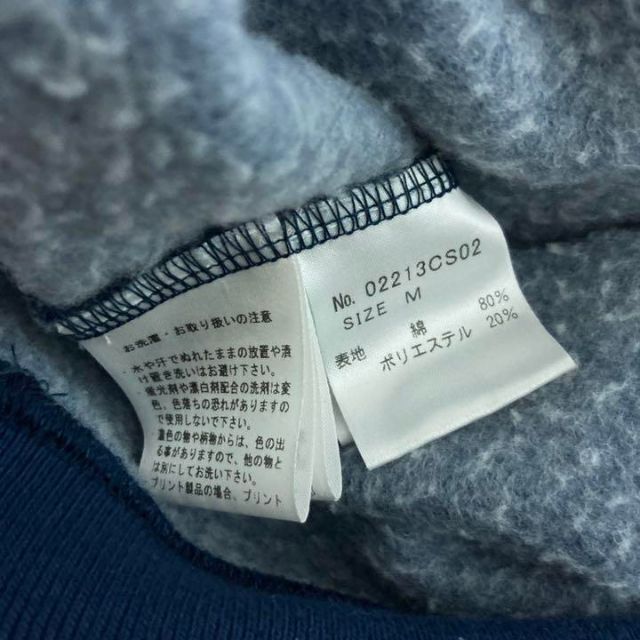 お洗濯・お取り扱いの注意
・水や汗でぬれたままの放置や漬
け置き洗いはお避け下さい。
・蛍光剤や漂白剤配合の洗剤は変
色、色落ちの恐れがありますの
で使用しないで下さい。
・濃色の物や柄物からは、色の出
る事がありますので、他の物と
は別にしてお洗い下さい。
・プリント製品の場合、プリント
No. 02213CS02
SIZE M
表地 綿 80%
ポリエステル 20%